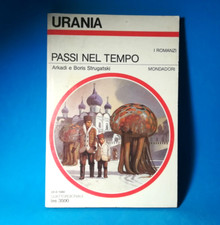 URANIA
I ROMANZI
PASSI NEL TEMPO
Arkadi e Boris Strugatski
MONDADORI